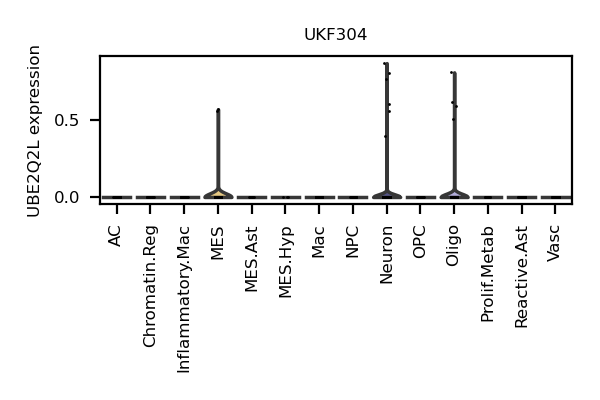 UKF304
UBE2Q2L expression
0.5
0.0
AC
Chromatin.Reg
Inflammatory.Mac
MES
MES.Ast
MES.Hyp
Mac
NPC
Neuron
OPC
Oligo
Prolif.Metab
Reactive.Ast
Vasc